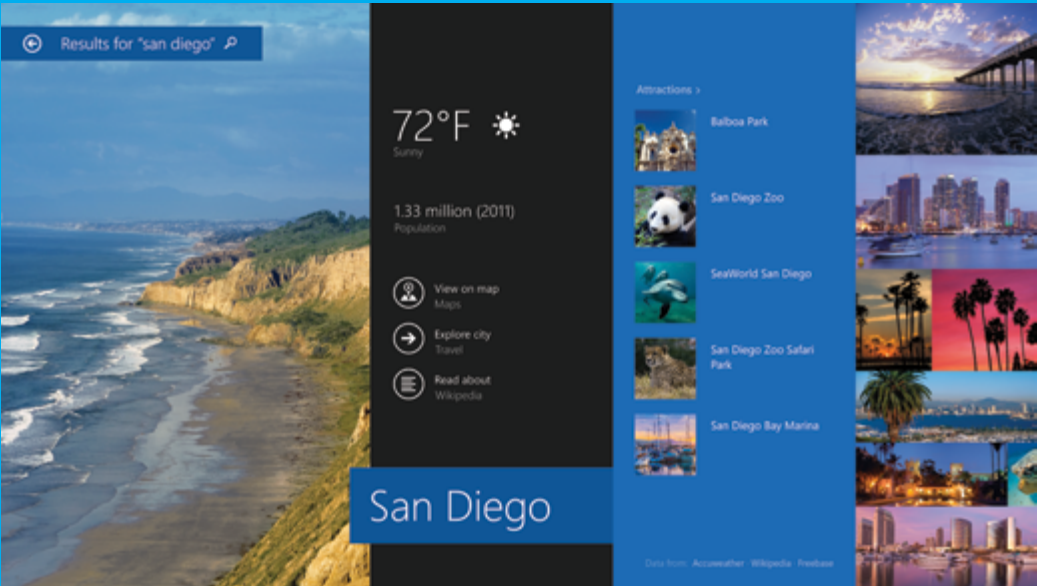 Results for "san diego"
72°F
Sunny
1.33 million (2011)
Population
View on map
Maps
Explore city
Travel
Read about
Wikipedia
San Diego
Attractions >
Balboa Park
San Diego Zoo
SeaWorld San Diego
San Diego Zoo Safari
Park
San Diego Bay Marina
Data from Accuweather Wikipedia Freebase